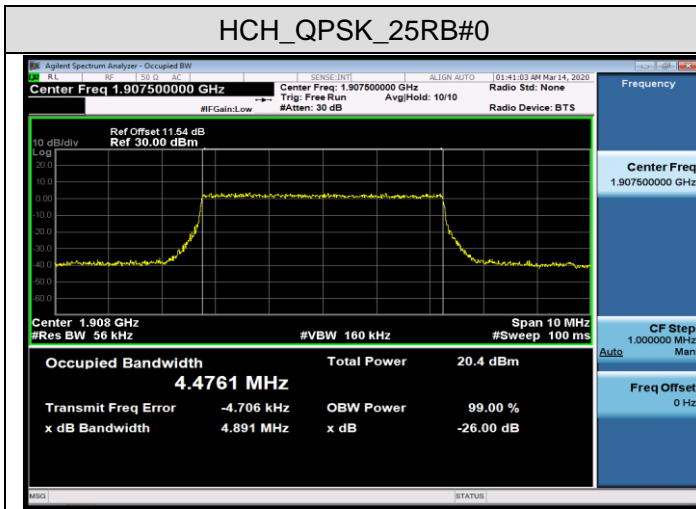 HCH_QPSK_25RB#0
Agilent Spectrum Analyzer - Occupied BW
RL RF 50 Ω AC SENSE:INT ALIGN AUTO 01:41:03 AM Mar 14, 2020
Center Freq 1.907500000 GHz Center Freq: 1.907500000 GHz Radio Std: None
Trig: Free Run Avg|Hold: 10/10
#IFGain:Low #Atten: 30 dB Radio Device: BTS
Ref Offset 11.54 dB
10 dB/div Ref 30.00 dBm
Log
20.0
10.0
0.00
-10.0
-20.0
-30.0
-40.0
-50.0
-60.0
Center 1.908 GHz Span 10 MHz
#Res BW 56 kHz #VBW 160 kHz #Sweep 100 ms
Occupied Bandwidth Total Power 20.4 dBm
4.4761 MHz
Transmit Freq Error -4.706 kHz OBW Power 99.00 %
x dB Bandwidth 4.891 MHz x dB -26.00 dB
MSG STATUS
Frequency
Center Freq
1.907500000 GHz
CF Step
1.000000 MHz
Auto Man
Freq Offset
0 Hz